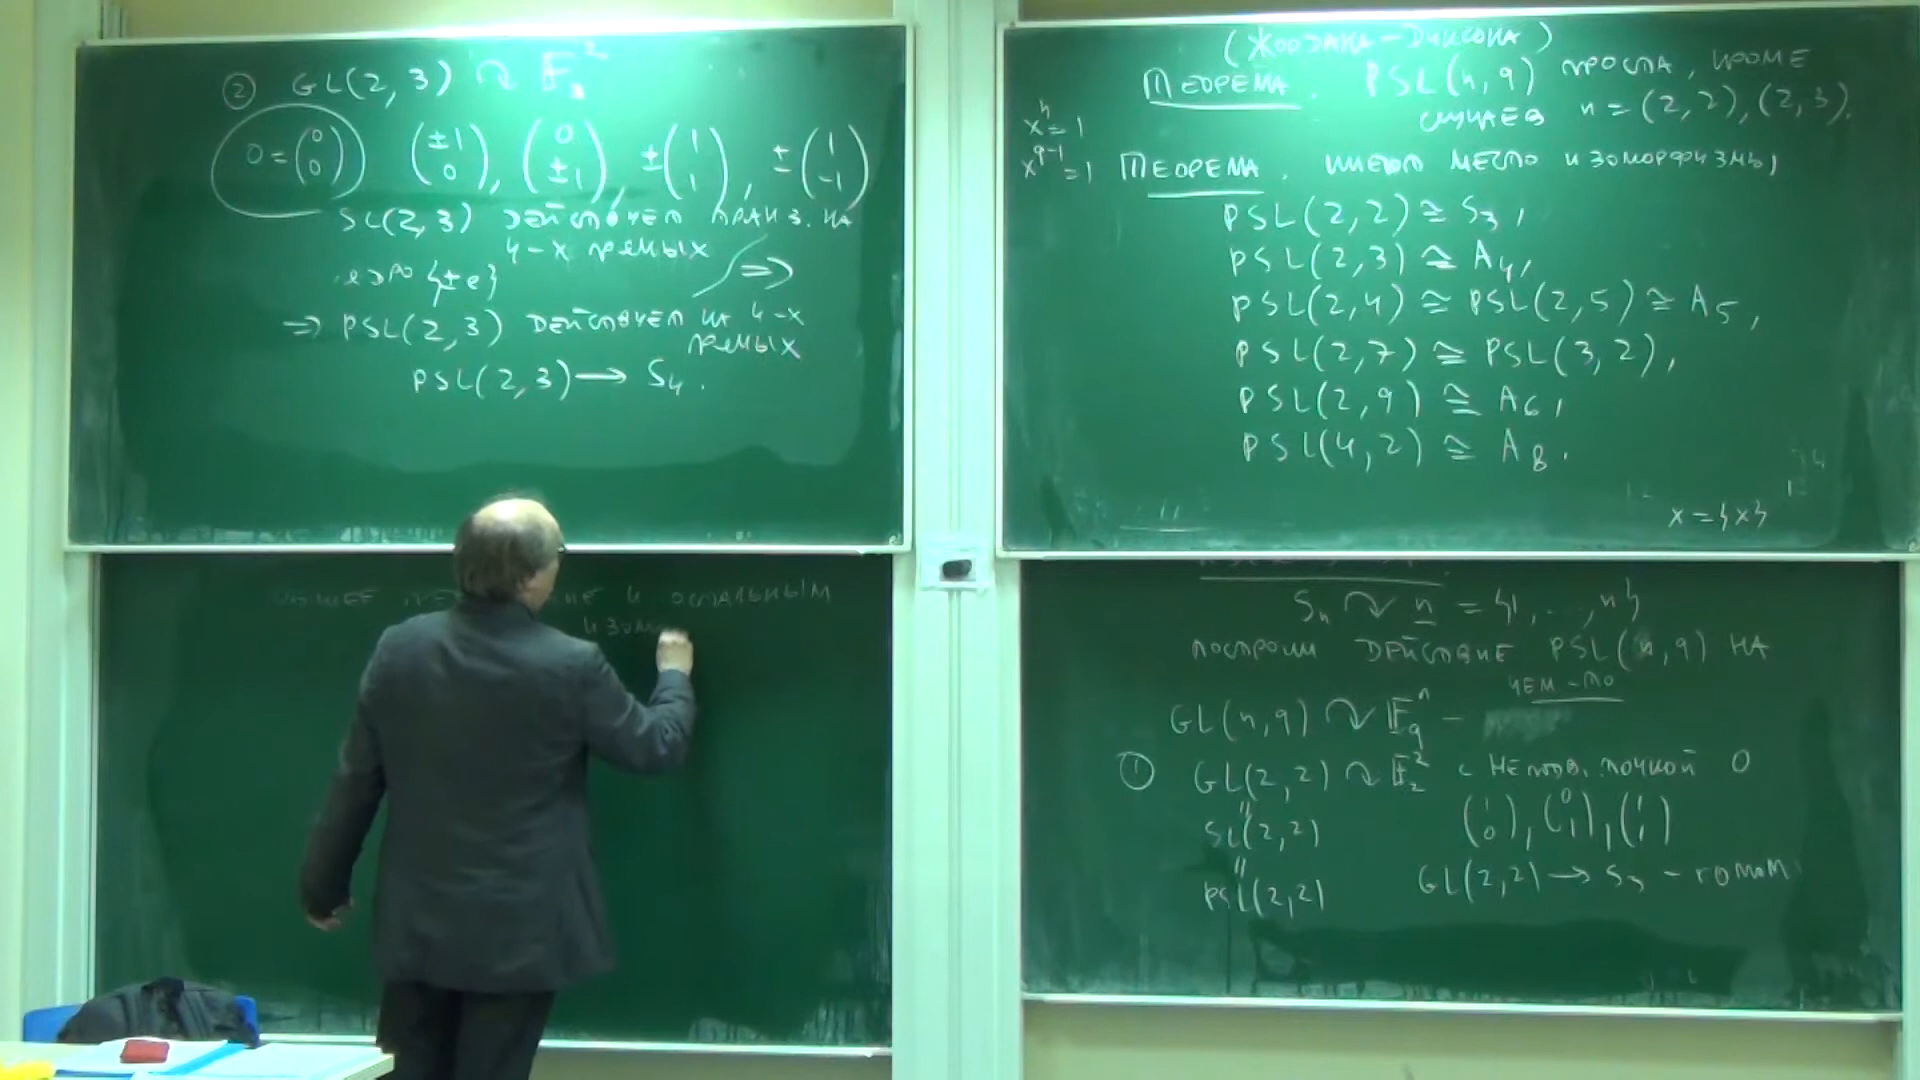 ② GL(2,3) ↷ 𝔽₃²
0 = (0 0) (±1 0), (0 ±1), ±(1 1), ±(1 -1)
SL(2,3) действует транз. на
4-х прямых
ядро {±e} ⇒
⇒ PSL(2,3) действует на 4-х
прямых
PSL(2,3) → S₄.
остальным
(Жордана-Диксона)
Теорема. PSL(n,q) проста, кроме
случаев n=(2,2),(2,3).
xⁿ=1
x^{q-1}=1
Теорема. имеют место изоморфизмы
PSL(2,2) ≅ S₃,
PSL(2,3) ≅ A₄,
PSL(2,4) ≅ PSL(2,5) ≅ A₅,
PSL(2,7) ≅ PSL(3,2),
PSL(2,9) ≅ A₆,
PSL(4,2) ≅ A₈.
x={x}
Sₙ ↷ n = {1,...,n}
построим действие PSL(n,q) на
чем-то
GL(n,q) ↷ 𝔽_qⁿ –
① GL(2,2) ↷ 𝔽₂² с непод. точкой 0
"
SL(2,2) (1 0), (0 1), (1 1)
"
PSL(2,2) GL(2,2) → S₃ – гомом.